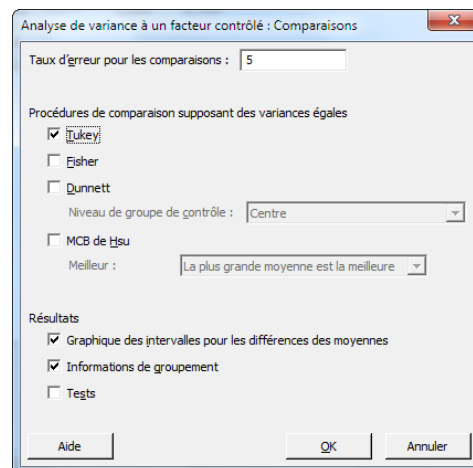 Analyse de variance à un facteur contrôlé : Comparaisons
Taux d'erreur pour les comparaisons : 5
Procédures de comparaison supposant des variances égales
Tukey
Fisher
Dunnett
Niveau de groupe de contrôle : Centre
MCB de Hsu
Meilleur : La plus grande moyenne est la meilleure
Résultats
Graphique des intervalles pour les différences des moyennes
Informations de groupement
Tests
Aide OK Annuler